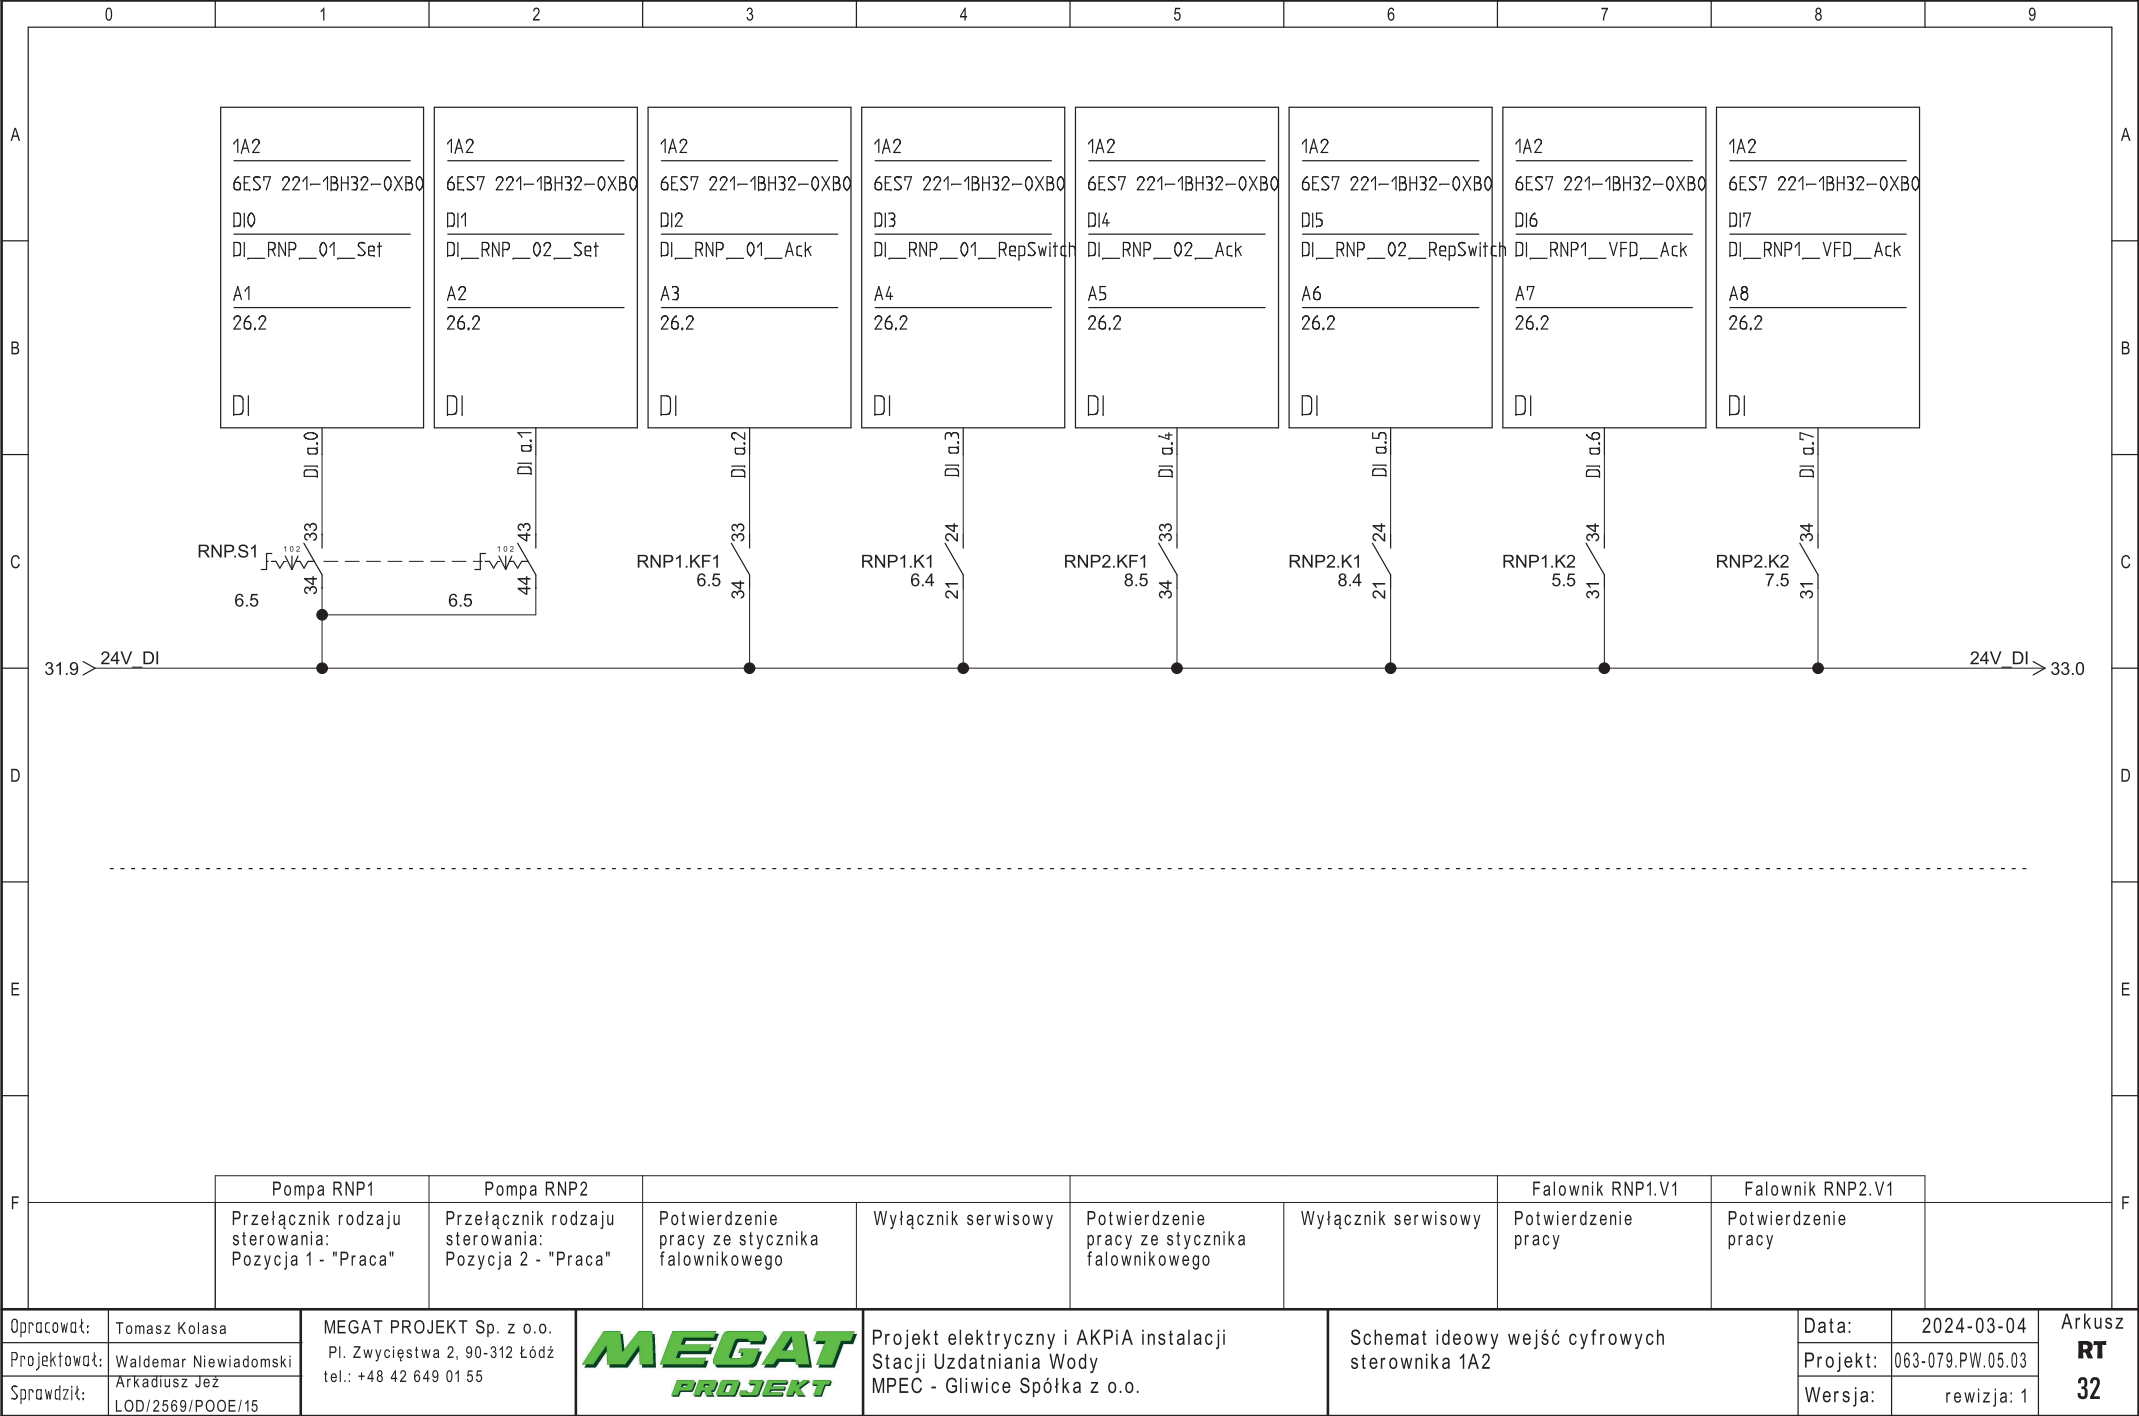 0 1 2 3 4 5 6 7 8 9
A A
1A2 1A2 1A2 1A2 1A2 1A2 1A2 1A2
6ES7 221-1BH32-0XB0 6ES7 221-1BH32-0XB0 6ES7 221-1BH32-0XB0 6ES7 221-1BH32-0XB0 6ES7 221-1BH32-0XB0 6ES7 221-1BH32-0XB0 6ES7 221-1BH32-0XB0 6ES7 221-1BH32-0XB0
DI0 DI1 DI2 DI3 DI4 DI5 DI6 DI7
DI_RNP_01_Set DI_RNP_02_Set DI_RNP_01_Ack DI_RNP_01_RepSwitch DI_RNP_02_Ack DI_RNP_02_RepSwitch DI_RNP1_VFD_Ack DI_RNP1_VFD_Ack
A1 A2 A3 A4 A5 A6 A7 A8
26.2 26.2 26.2 26.2 26.2 26.2 26.2 26.2
B B
DI DI DI DI DI DI DI DI
DI a.0 DI a.1 DI a.2 DI a.3 DI a.4 DI a.5 DI a.6 DI a.7
33 43 33 24 33 24 34 34
102 102
C RNP.S1 RNP1.KF1 RNP1.K1 RNP2.KF1 RNP2.K1 RNP1.K2 RNP2.K2 C
6.5 6.4 8.5 8.4 5.5 7.5
34 44 34 21 34 21 31 31
6.5 6.5
31.9 24V_DI 24V_DI 33.0
D D
E E
F F
Pompa RNP1 Pompa RNP2 Falownik RNP1.V1 Falownik RNP2.V1
Przełącznik rodzaju
sterowania:
Pozycja 1 - "Praca"
Przełącznik rodzaju
sterowania:
Pozycja 2 - "Praca"
Potwierdzenie
pracy ze stycznika
falownikowego
Wyłącznik serwisowy
Potwierdzenie
pracy ze stycznika
falownikowego
Wyłącznik serwisowy
Potwierdzenie
pracy
Potwierdzenie
pracy
Opracował: Tomasz Kolasa
Projektował: Waldemar Niewiadomski
Sprawdził: Arkadiusz Jeż
LOD/2569/POOE/15
MEGAT PROJEKT Sp. z o.o.
Pl. Zwycięstwa 2, 90-312 Łódź
tel.: +48 42 649 01 55
MEGAT
PROJEKT
Projekt elektryczny i AKPiA instalacji
Stacji Uzdatniania Wody
MPEC - Gliwice Spółka z o.o.
Schemat ideowy wejść cyfrowych
sterownika 1A2
Data: 2024-03-04
Projekt: 063-079.PW.05.03
Wersja: rewizja: 1
Arkusz
RT
32